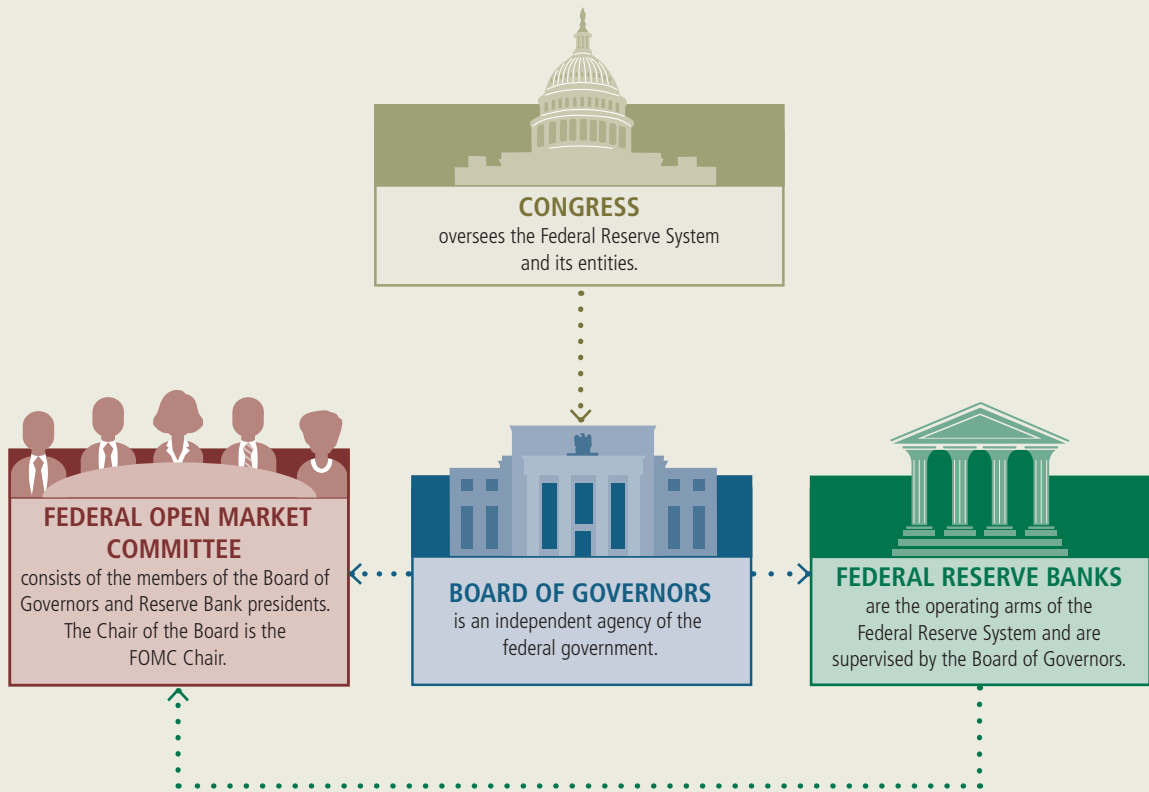 CONGRESS
oversees the Federal Reserve System
and its entities.
FEDERAL OPEN MARKET
COMMITTEE
consists of the members of the Board of
Governors and Reserve Bank presidents.
The Chair of the Board is the
FOMC Chair.
BOARD OF GOVERNORS
is an independent agency of the
federal government.
FEDERAL RESERVE BANKS
are the operating arms of the
Federal Reserve System and are
supervised by the Board of Governors.